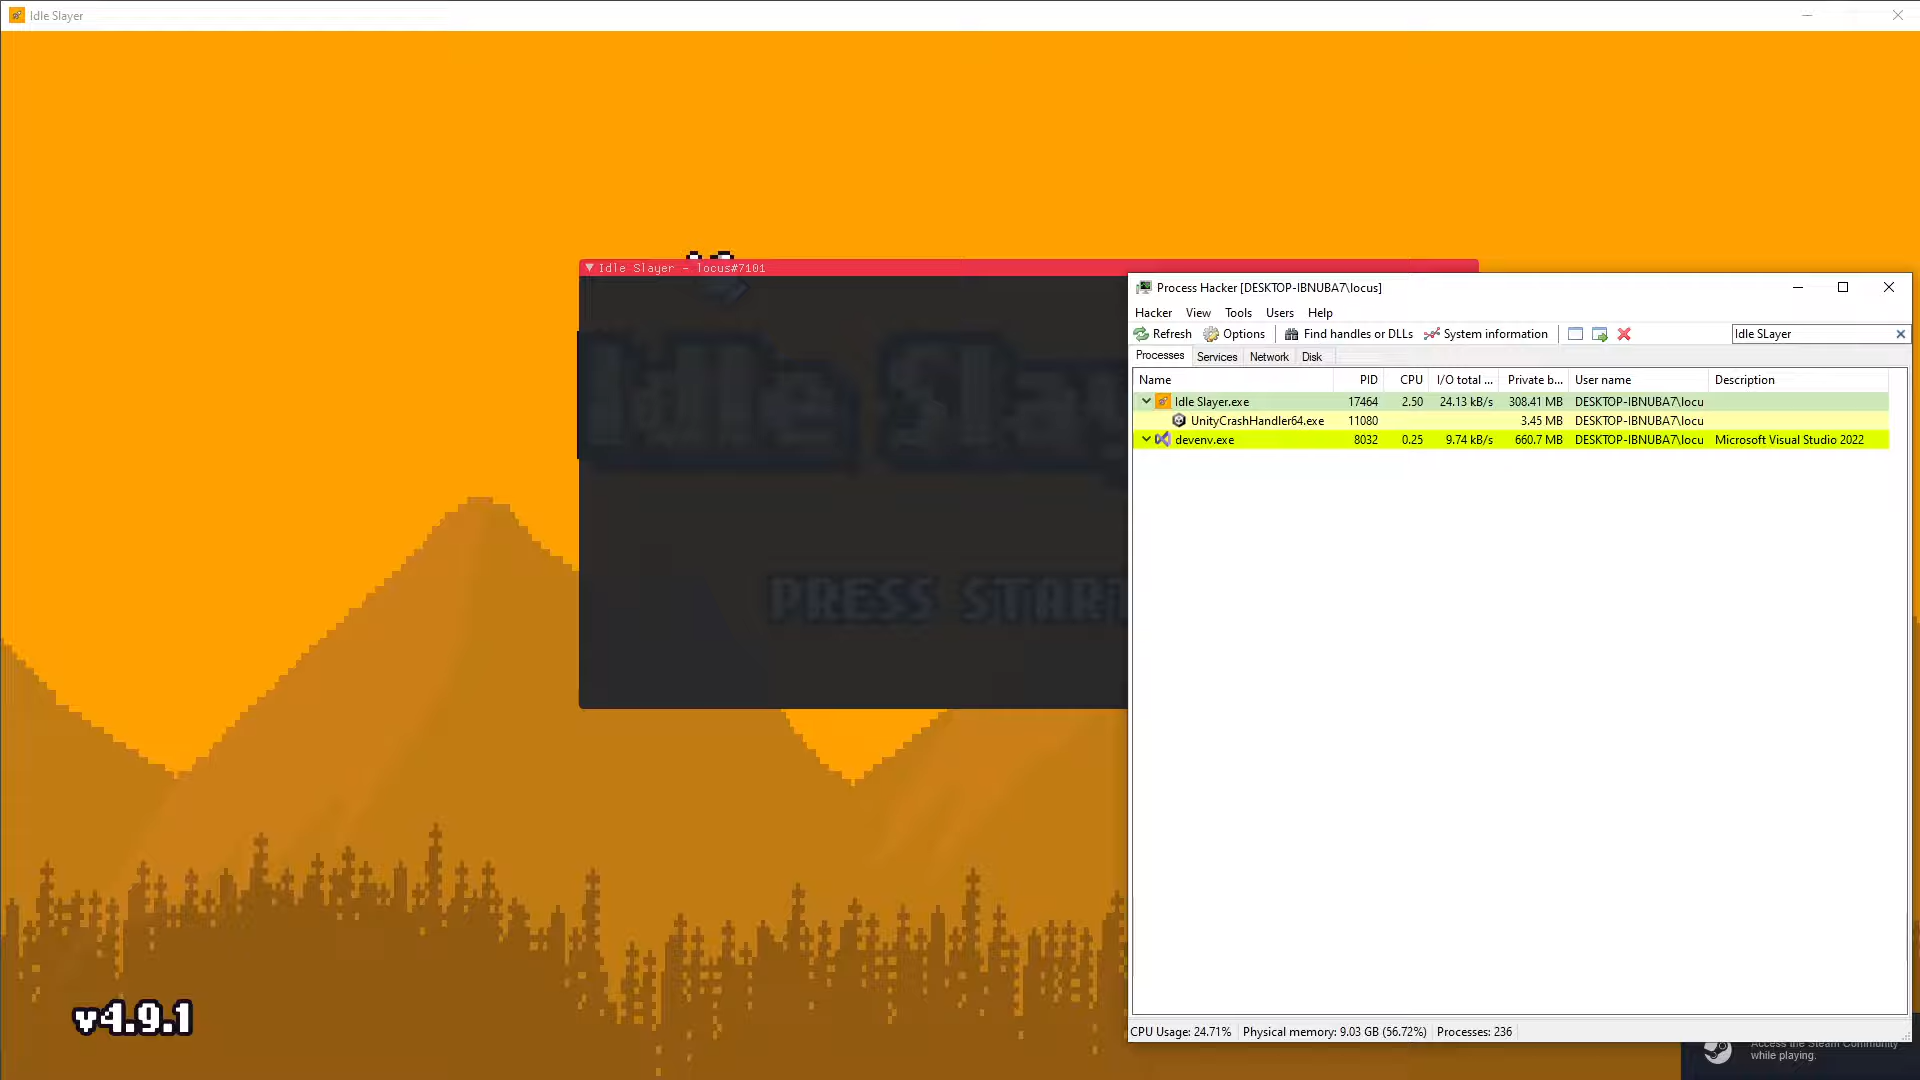 Idle Slayer
Idle Slayer - locus#7101
Idle Slay
PRESS START
v4.9.1
Process Hacker [DESKTOP-IBNUBA7\locus]
Hacker View Tools Users Help
Refresh Options Find handles or DLLs System information Idle SLayer
Processes Services Network Disk
Name PID CPU I/O total ... Private b... User name Description
Idle Slayer.exe 17464 2.50 24.13 kB/s 308.41 MB DESKTOP-IBNUBA7\locu
UnityCrashHandler64.exe 11080 3.45 MB DESKTOP-IBNUBA7\locu
devenv.exe 8032 0.25 9.74 kB/s 660.7 MB DESKTOP-IBNUBA7\locu Microsoft Visual Studio 2022
CPU Usage: 24.71% Physical memory: 9.03 GB (56.72%) Processes: 236
Access the Steam Community
while playing.